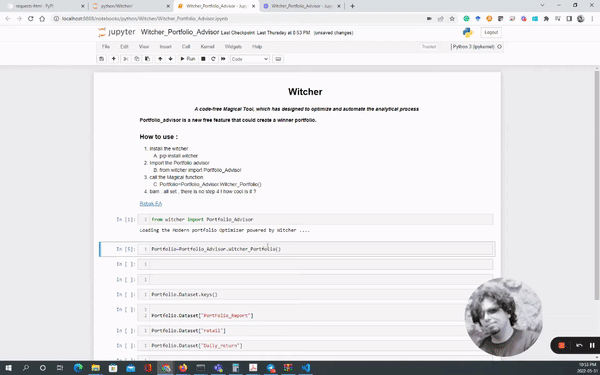 requests-html · PyPI
python/Witcher/
Witcher_Portfolio_Advisor
Witcher_Portfolio_Advisor
localhost:8888/notebooks/python/Witcher/Witcher_Portfolio_Advisor.ipynb
jupyter Witcher_Portfolio_Advisor Last Checkpoint: Last Thursday at 8:53 PM (unsaved changes)
Logout
File Edit View Insert Cell Kernel Widgets Help
Python 3 (ipykernel)
Run Code
Witcher
A code-free Magical Tool, which has designed to optimize and automate the analytical process
Portfolio_advisor is a new free feature that could create a winner portfolio.
How to use :
1. Install the witcher
A. pip install witcher
2. Import the Portfolio advisor
B. from witcher import Portfolio_Advisor
3. call the Magical function
C. Portfolio=Portfolio_Advisor.Witcher_Portfolio()
4. bam . all set . there is no step 4 ! how cool is it ?
Babak.EA
In [1]: 1 from witcher import Portfolio_Advisor
Loading the Modern portfolio Optimizer powered by Witcher ....
In [5]: 1 Portfolio=Portfolio_Advisor.Witcher_Portfolio()
In [ ]: 1
In [ ]: 1
In [ ]: 1 Portfolio.Dataset.keys()
In [ ]: 1 Portfolio.Dataset["Portfolio_Report"]
In [ ]: 1 Portfolio.Dataset["retail"]
In [ ]: 1 Portfolio.Dataset["Daily_return"]
10:55 PM
2022-05-31